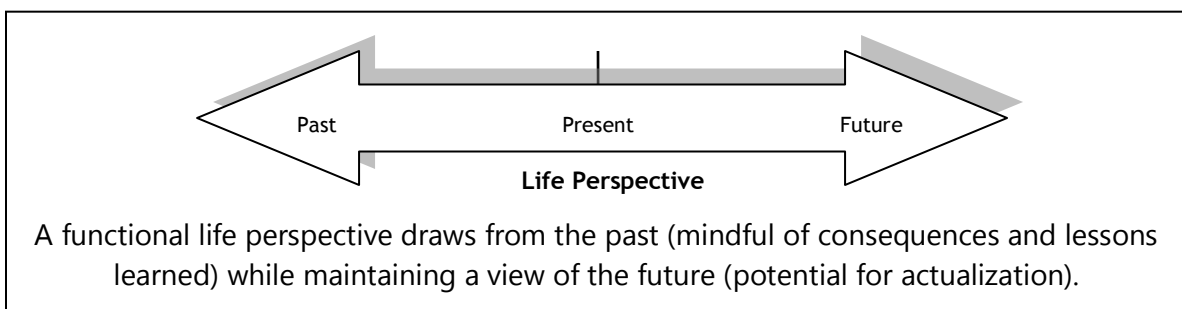 Past Present Future
Life Perspective
A functional life perspective draws from the past (mindful of consequences and lessons
learned) while maintaining a view of the future (potential for actualization).